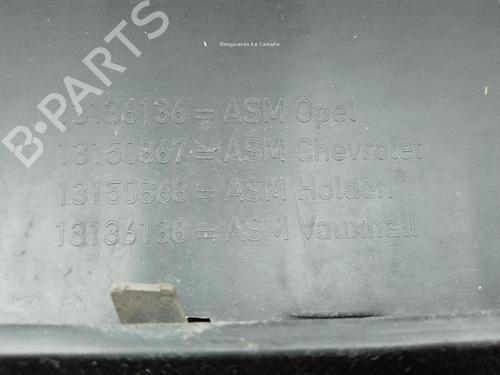 Desguaces La Cabaña
B-PARTS
13136136 = ASM Opel
13150867 = ASM Chevrolet
13150868 = ASM Holden
13136138 = ASM Vauxhall